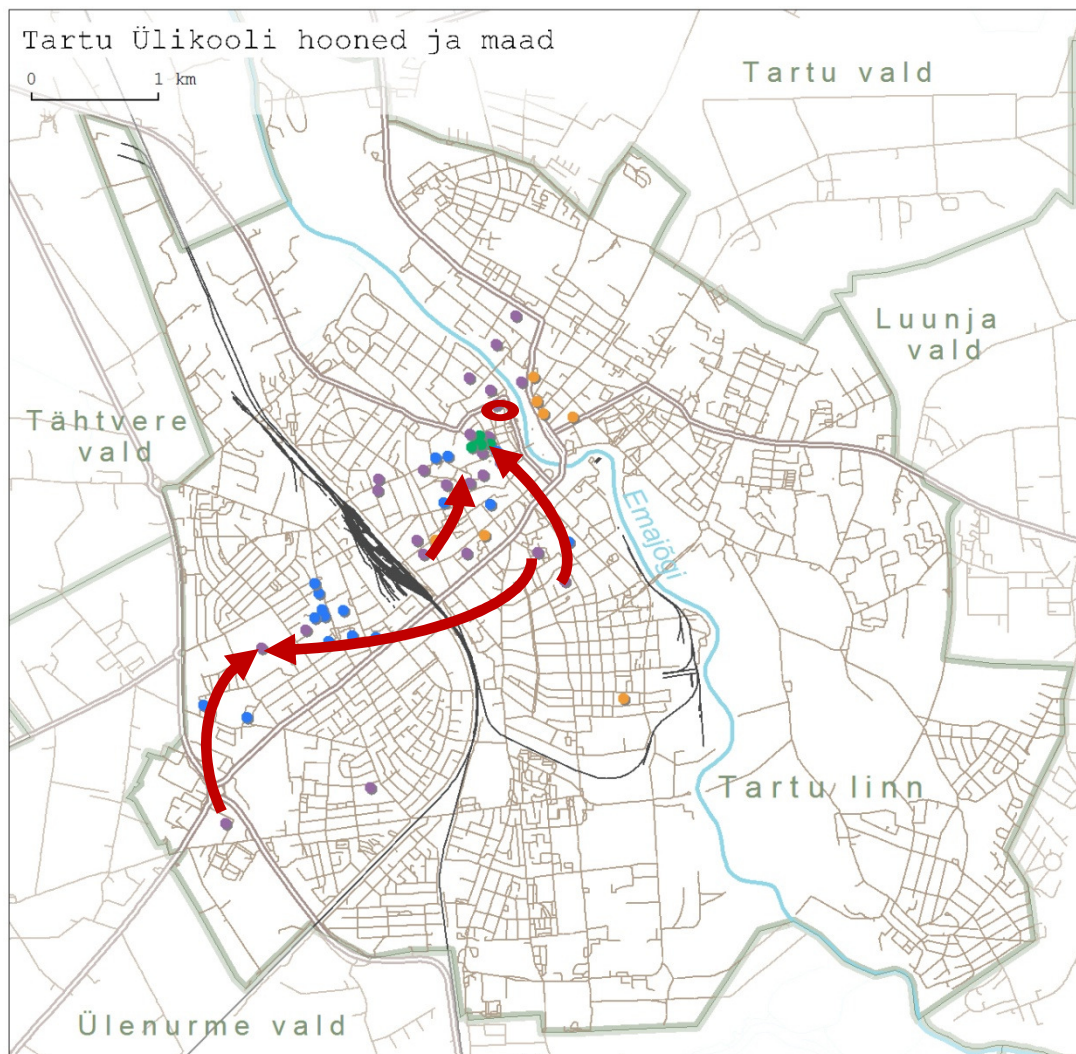 Tartu Ülikooli hooned ja maad
0 1 km
Tartu vald
Luunja
vald
Tähtvere
vald
Emajõgi
Tartu linn
Ülenurme vald